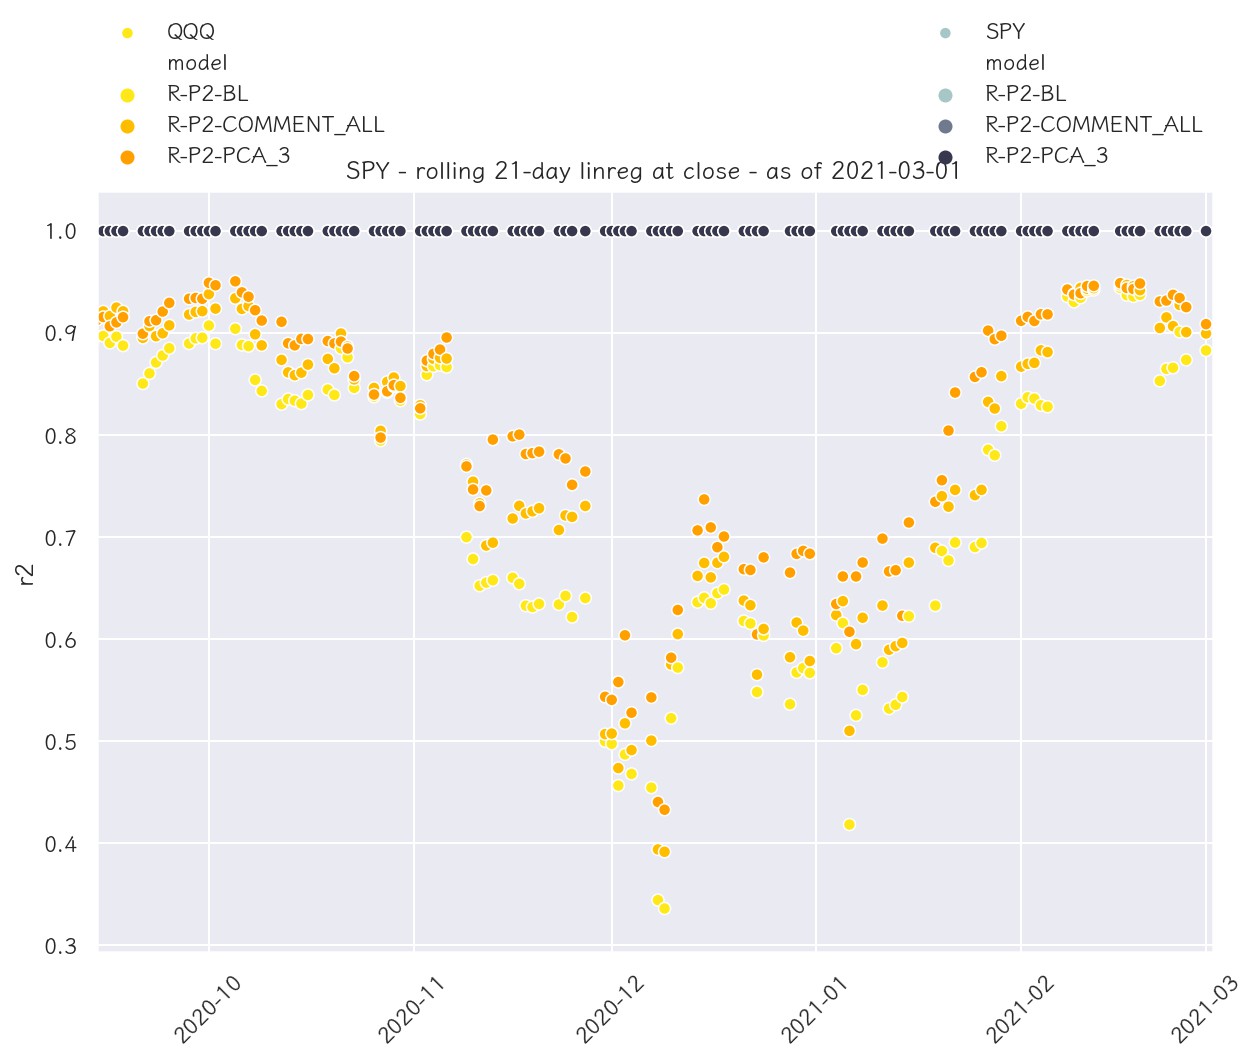 QQQ
model
R-P2-BL
R-P2-COMMENT_ALL
R-P2-PCA_3
SPY
model
R-P2-BL
R-P2-COMMENT_ALL
R-P2-PCA_3
SPY - rolling 21-day linreg at close - as of 2021-03-01
r2
1.0
0.9
0.8
0.7
0.6
0.5
0.4
0.3
2020-10
2020-11
2020-12
2021-01
2021-02
2021-03